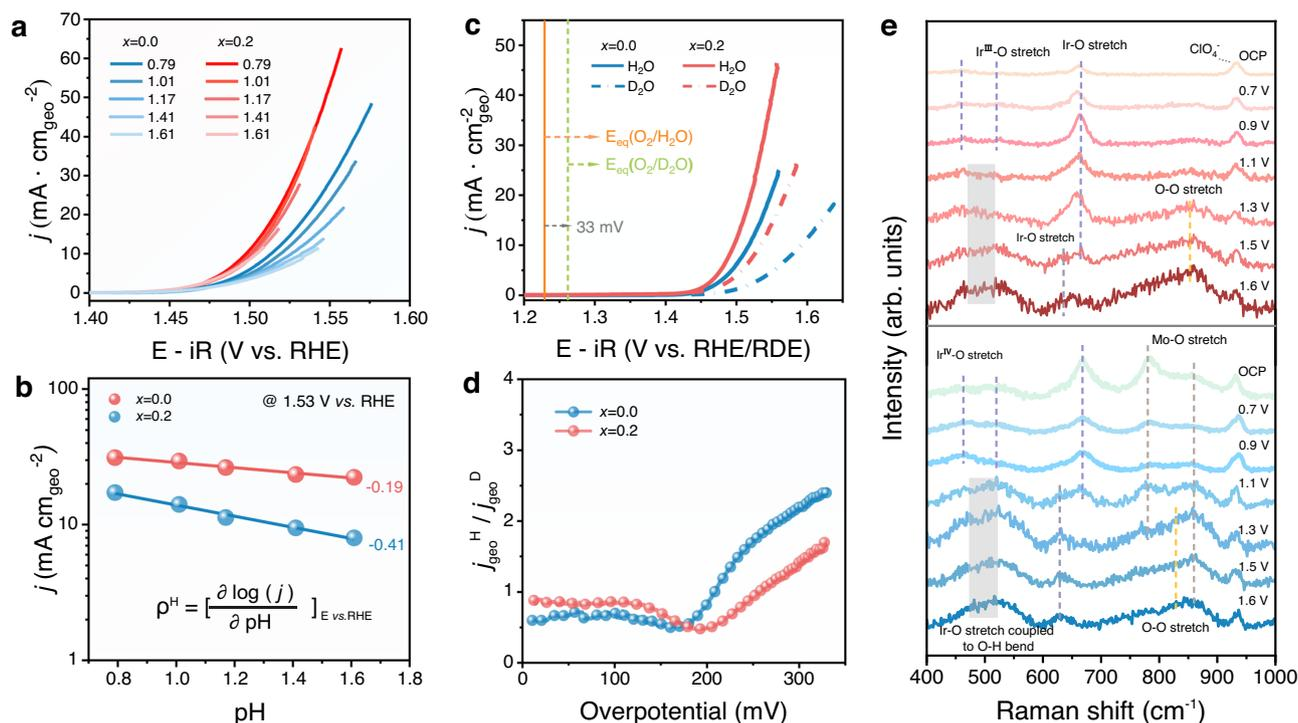 a
70
60
50
40
30
20
10
0
j (mA · cm_geo^-2)
x=0.0 x=0.2
0.79 0.79
1.01 1.01
1.17 1.17
1.41 1.41
1.61 1.61
1.40 1.45 1.50 1.55 1.60
E - iR (V vs. RHE)
b
100
10
1
j (mA cm_geo^-2)
x=0.0 @ 1.53 V vs. RHE
x=0.2
-0.19
-0.41
ρ^H = [∂ log ( j ) / ∂ pH ]_E vs.RHE
0.8 1.0 1.2 1.4 1.6 1.8
pH
c
50
40
30
20
10
0
j (mA · cm_geo^-2)
x=0.0 x=0.2
H2O H2O
D2O D2O
Eeq(O2/H2O)
Eeq(O2/D2O)
33 mV
1.2 1.3 1.4 1.5 1.6
E - iR (V vs. RHE/RDE)
d
4
3
2
1
0
j_geo^H / j_geo^D
x=0.0
x=0.2
0 100 200 300
Overpotential (mV)
e
Intensity (arb. units)
Ir^III-O stretch Ir-O stretch ClO4^- OCP
0.7 V
0.9 V
1.1 V
O-O stretch
1.3 V
Ir-O stretch
1.5 V
1.6 V
Mo-O stretch
Ir^IV-O stretch
OCP
0.7 V
0.9 V
1.1 V
1.3 V
1.5 V
1.6 V
Ir-O stretch coupled
to O-H bend
O-O stretch
400 500 600 700 800 900 1000
Raman shift (cm^-1)